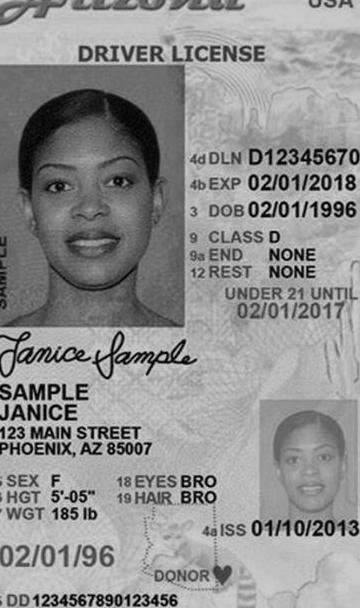 Arizona
USA
DRIVER LICENSE
4d DLN D12345670
4b EXP 02/01/2018
3 DOB 02/01/1996
9 CLASS D
9a END NONE
12 REST NONE
UNDER 21 UNTIL
02/01/2017
SAMPLE
Janice Sample
SAMPLE
JANICE
123 MAIN STREET
PHOENIX, AZ 85007
SEX F 18 EYES BRO
HGT 5'-05" 19 HAIR BRO
WGT 185 lb
4a ISS 01/10/2013
02/01/96
DONOR
DD 1234567890123456